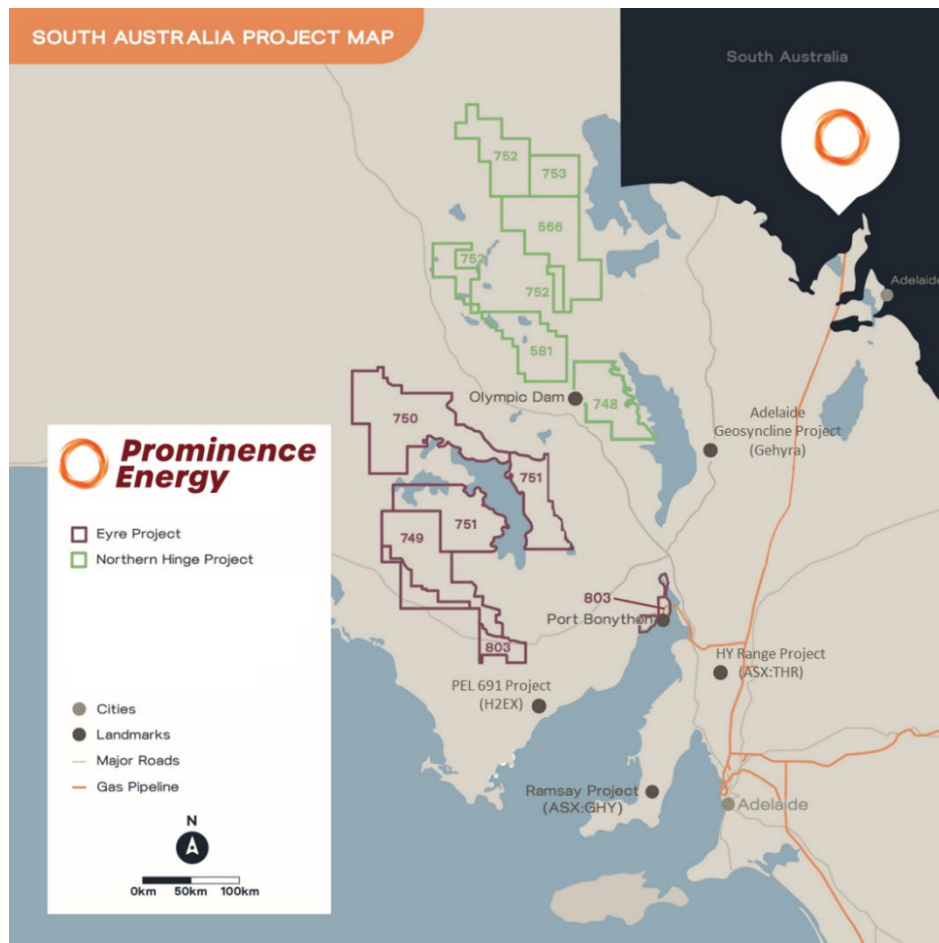 SOUTH AUSTRALIA PROJECT MAP
South Australia
752
753
566
752
752
Adelaide
581
Olympic Dam
748
750
Adelaide
Geosyncline Project
(Gehyra)
Prominence
Energy
751
751
749
Eyre Project
Northern Hinge Project
803
Port Bonython
803
HY Range Project
(ASX:THR)
PEL 691 Project
(H2EX)
Cities
Landmarks
Major Roads
Gas Pipeline
Ramsay Project
(ASX:GHY)
Adelaide
N
0km 50km 100km